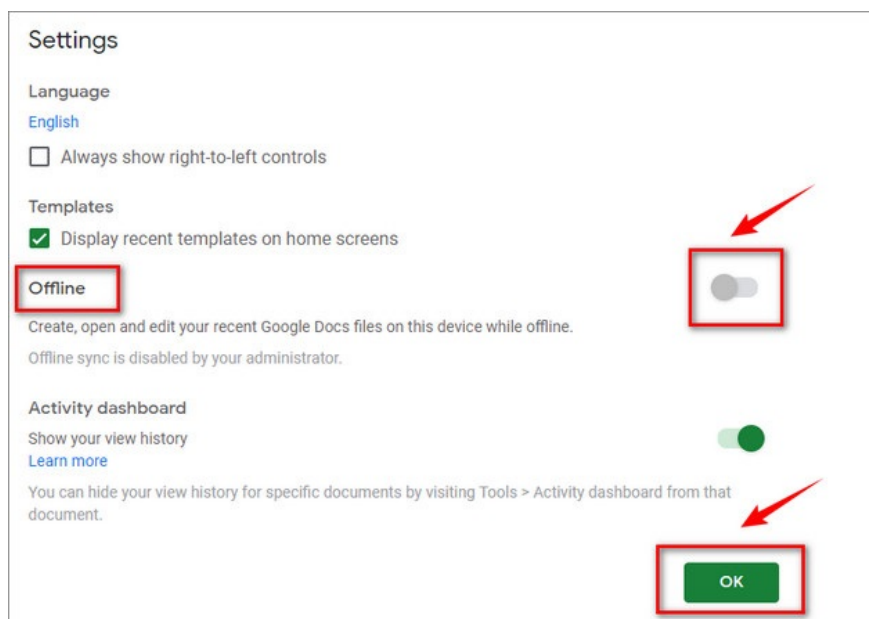 Settings
Language
English
Always show right-to-left controls
Templates
Display recent templates on home screens
Offline
Create, open and edit your recent Google Docs files on this device while offline.
Offline sync is disabled by your administrator.
Activity dashboard
Show your view history
Learn more
You can hide your view history for specific documents by visiting Tools > Activity dashboard from that
document.
OK